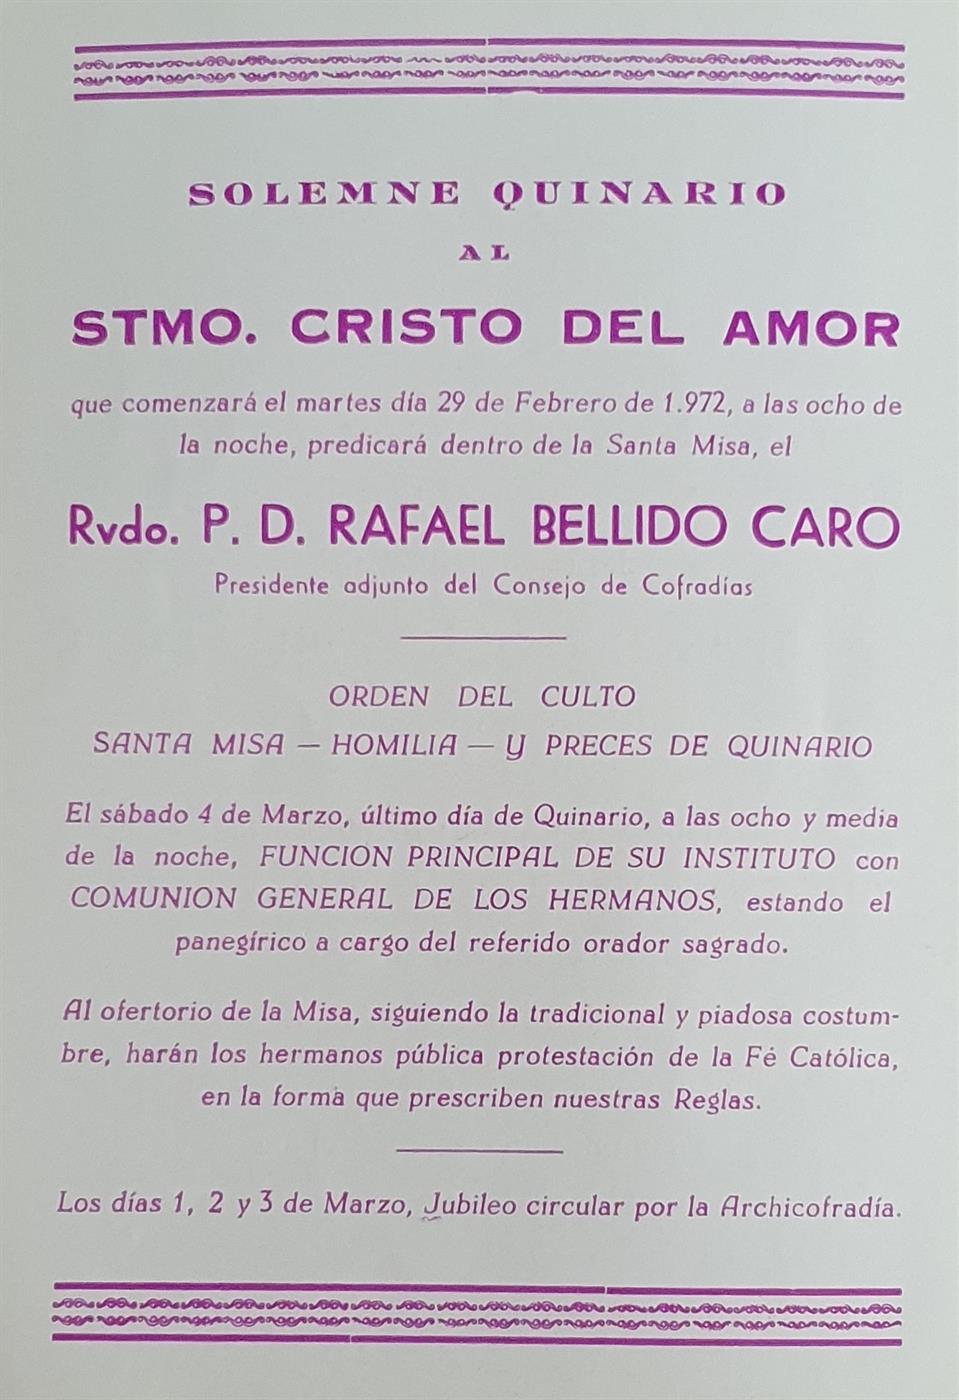 SOLEMNE QUINARIO
AL
STMO. CRISTO DEL AMOR
que comenzará el martes día 29 de Febrero de 1.972, a las ocho de
la noche, predicará dentro de la Santa Misa, el
Rvdo. P. D. RAFAEL BELLIDO CARO
Presidente adjunto del Consejo de Cofradías
ORDEN DEL CULTO
SANTA MISA — HOMILIA — Y PRECES DE QUINARIO
El sábado 4 de Marzo, último día de Quinario, a las ocho y media
de la noche, FUNCION PRINCIPAL DE SU INSTITUTO con
COMUNION GENERAL DE LOS HERMANOS, estando el
panegírico a cargo del referido orador sagrado.
Al ofertorio de la Misa, siguiendo la tradicional y piadosa costum-
bre, harán los hermanos pública protestación de la Fé Católica,
en la forma que prescriben nuestras Reglas.
Los días 1, 2 y 3 de Marzo, Jubileo circular por la Archicofradía.